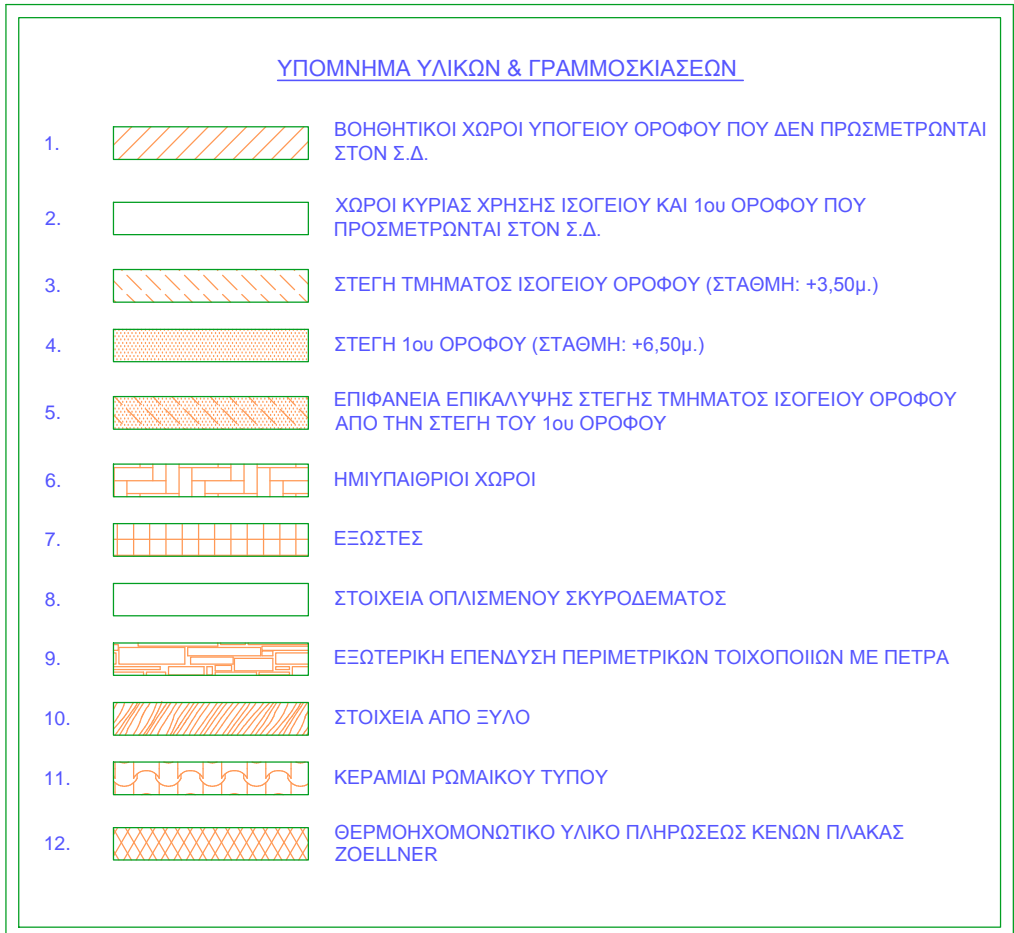 ΥΠΟΜΝΗΜΑ ΥΛΙΚΩΝ & ΓΡΑΜΜΟΣΚΙΑΣΕΩΝ
1. ΒΟΗΘΗΤΙΚΟΙ ΧΩΡΟΙ ΥΠΟΓΕΙΟΥ ΟΡΟΦΟΥ ΠΟΥ ΔΕΝ ΠΡΩΣΜΕΤΡΩΝΤΑΙ
ΣΤΟΝ Σ.Δ.
2. ΧΩΡΟΙ ΚΥΡΙΑΣ ΧΡΗΣΗΣ ΙΣΟΓΕΙΟΥ ΚΑΙ 1ου ΟΡΟΦΟΥ ΠΟΥ
ΠΡΟΣΜΕΤΡΩΝΤΑΙ ΣΤΟΝ Σ.Δ.
3. ΣΤΕΓΗ ΤΜΗΜΑΤΟΣ ΙΣΟΓΕΙΟΥ ΟΡΟΦΟΥ (ΣΤΑΘΜΗ: +3,50μ.)
4. ΣΤΕΓΗ 1ου ΟΡΟΦΟΥ (ΣΤΑΘΜΗ: +6,50μ.)
5. ΕΠΙΦΑΝΕΙΑ ΕΠΙΚΑΛΥΨΗΣ ΣΤΕΓΗΣ ΤΜΗΜΑΤΟΣ ΙΣΟΓΕΙΟΥ ΟΡΟΦΟΥ
ΑΠΟ ΤΗΝ ΣΤΕΓΗ ΤΟΥ 1ου ΟΡΟΦΟΥ
6. ΗΜΙΥΠΑΙΘΡΙΟΙ ΧΩΡΟΙ
7. ΕΞΩΣΤΕΣ
8. ΣΤΟΙΧΕΙΑ ΟΠΛΙΣΜΕΝΟΥ ΣΚΥΡΟΔΕΜΑΤΟΣ
9. ΕΞΩΤΕΡΙΚΗ ΕΠΕΝΔΥΣΗ ΠΕΡΙΜΕΤΡΙΚΩΝ ΤΟΙΧΟΠΟΙΙΩΝ ΜΕ ΠΕΤΡΑ
10. ΣΤΟΙΧΕΙΑ ΑΠΟ ΞΥΛΟ
11. ΚΕΡΑΜΙΔΙ ΡΩΜΑΙΚΟΥ ΤΥΠΟΥ
12. ΘΕΡΜΟΗΧΟΜΟΝΩΤΙΚΟ ΥΛΙΚΟ ΠΛΗΡΩΣΕΩΣ ΚΕΝΩΝ ΠΛΑΚΑΣ
ZOELLNER